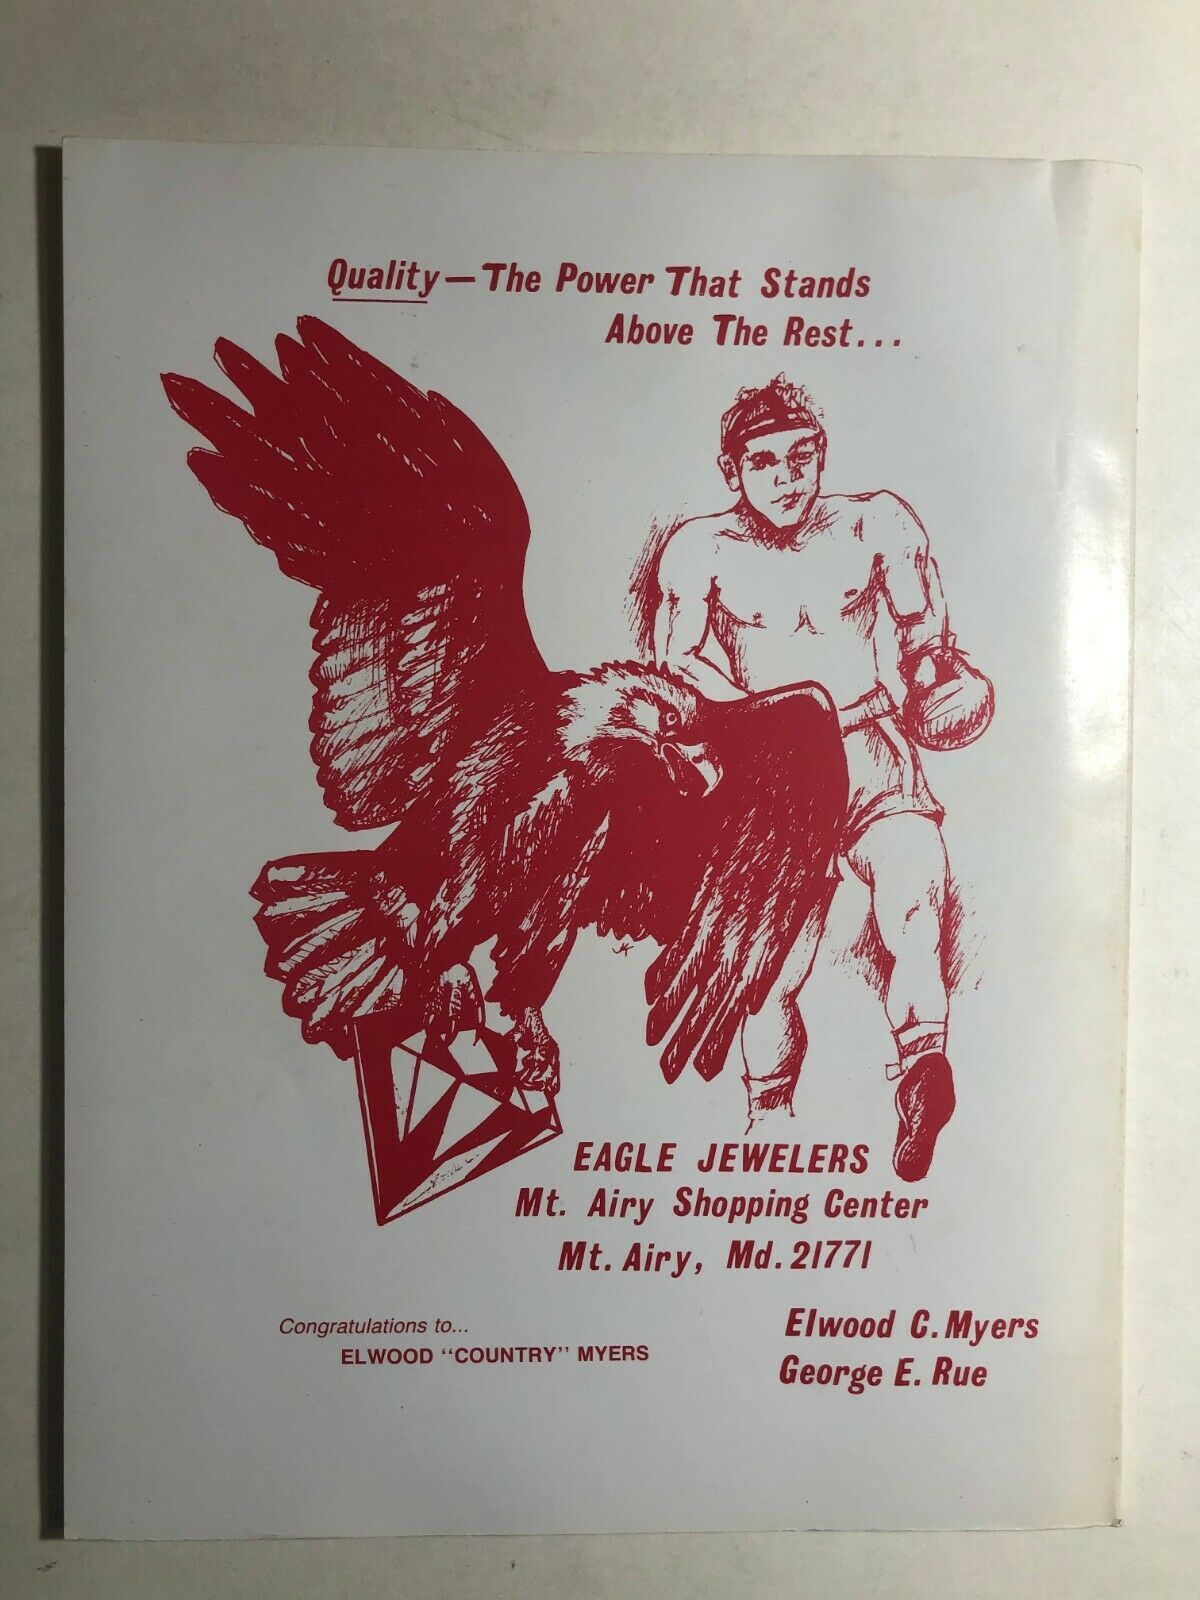 Quality—The Power That Stands
Above The Rest...
EAGLE JEWELERS
Mt. Airy Shopping Center
Mt. Airy, Md. 21771
Congratulations to...
ELWOOD "COUNTRY" MYERS
Elwood C. Myers
George E. Rue